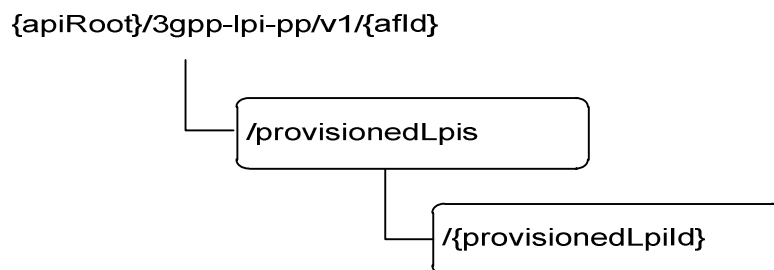 {apiRoot}/3gpp-lpi-pp/v1/{afId}
/provisionedLpis
/{provisionedLpiId}